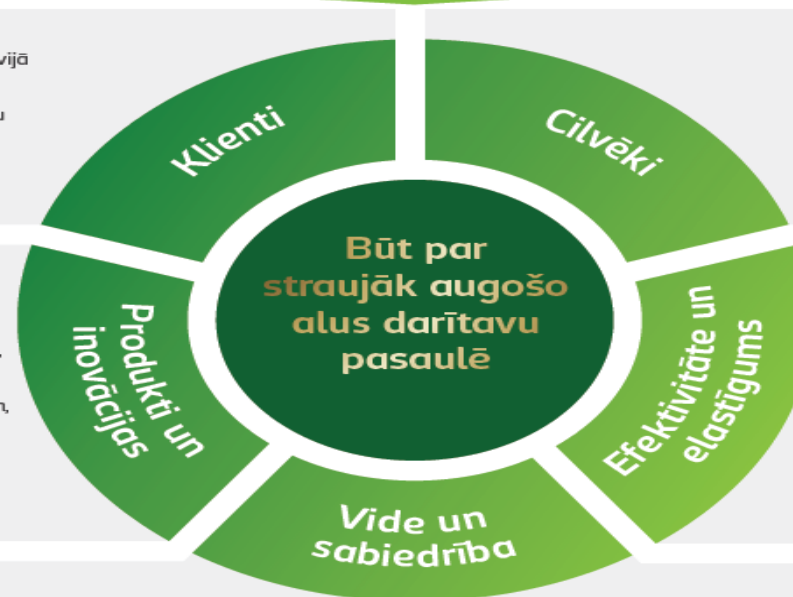 Klienti
Cilvēki
Būt par
straujāk augošo
alus darītavu
pasaulē
Produkti un
inovācijas
Efektivitāte un
elastīgums
Vide un
sabiedrība